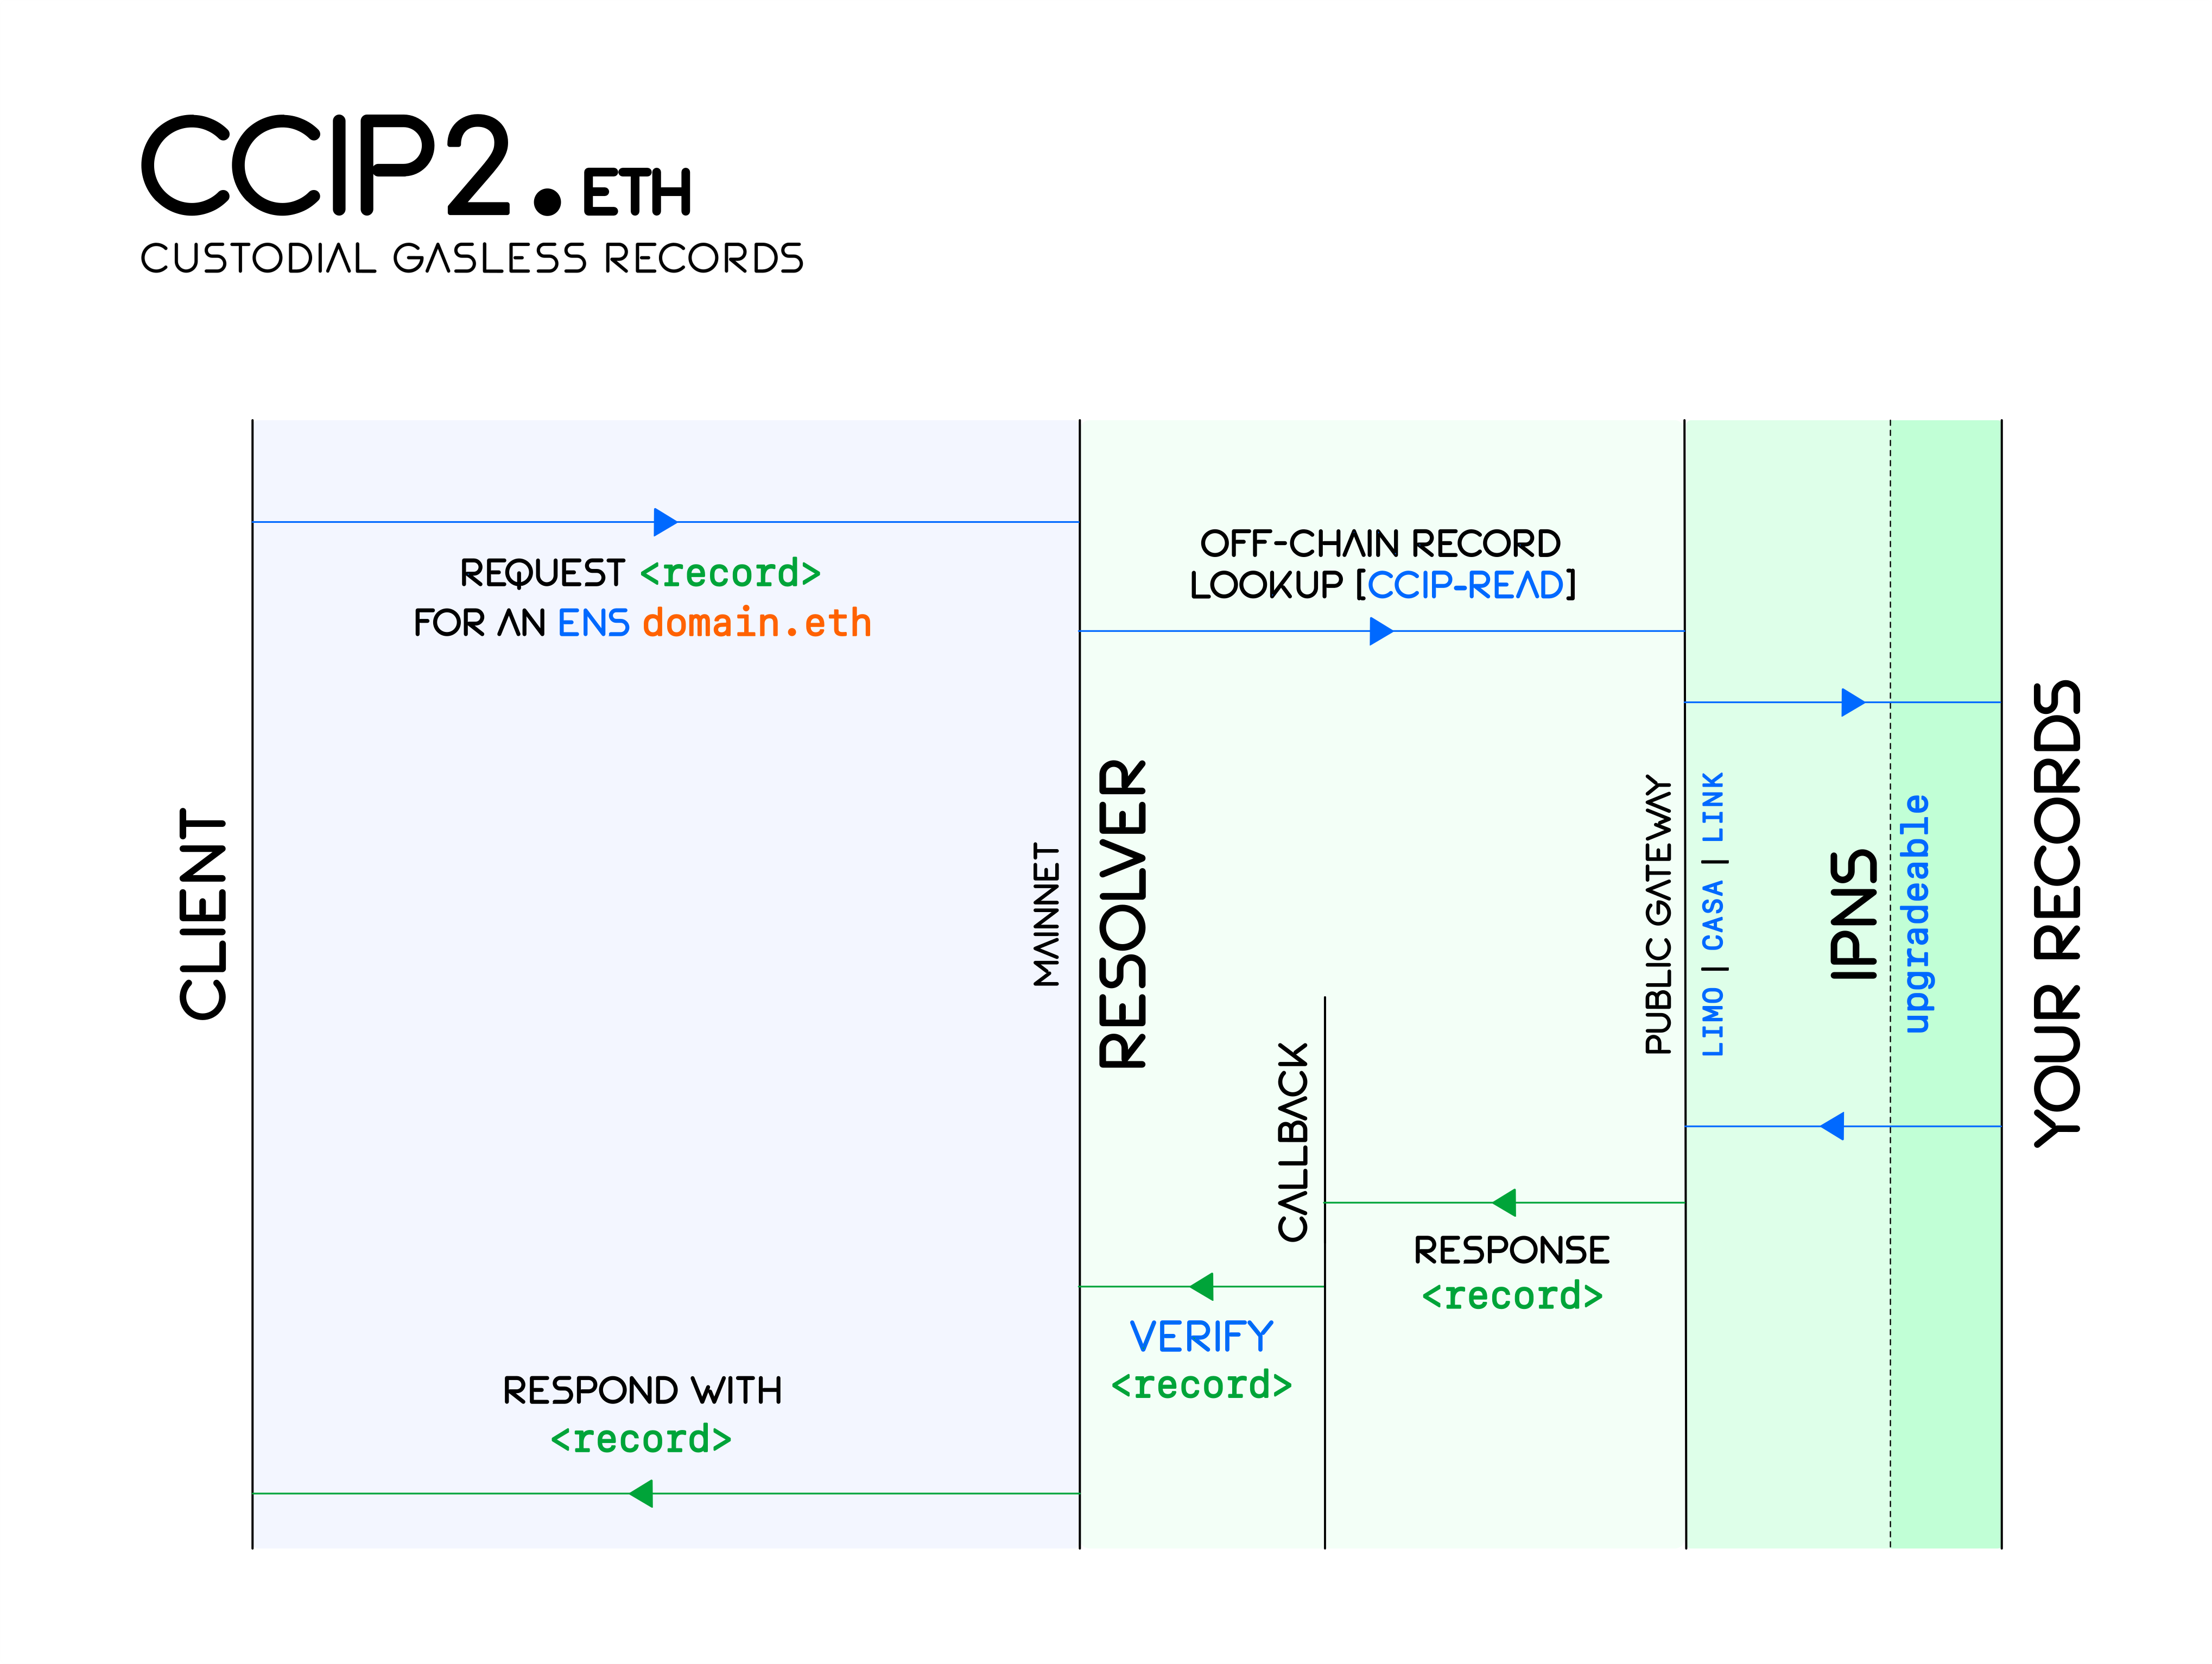 CCIP2.ETH
CUSTODIAL GASLESS RECORDS
REQUEST <record>
FOR AN ENS domain.eth
OFF-CHAIN RECORD
LOOKUP [CCIP-READ]
CLIENT
MAINNET
RESOLVER
CALLBACK
PUBLIC GATEWAY
LIMO | CASA | LINK
IPNS
upgradeable
YOUR RECORDS
RESPONSE
<record>
VERIFY
<record>
RESPOND WITH
<record>